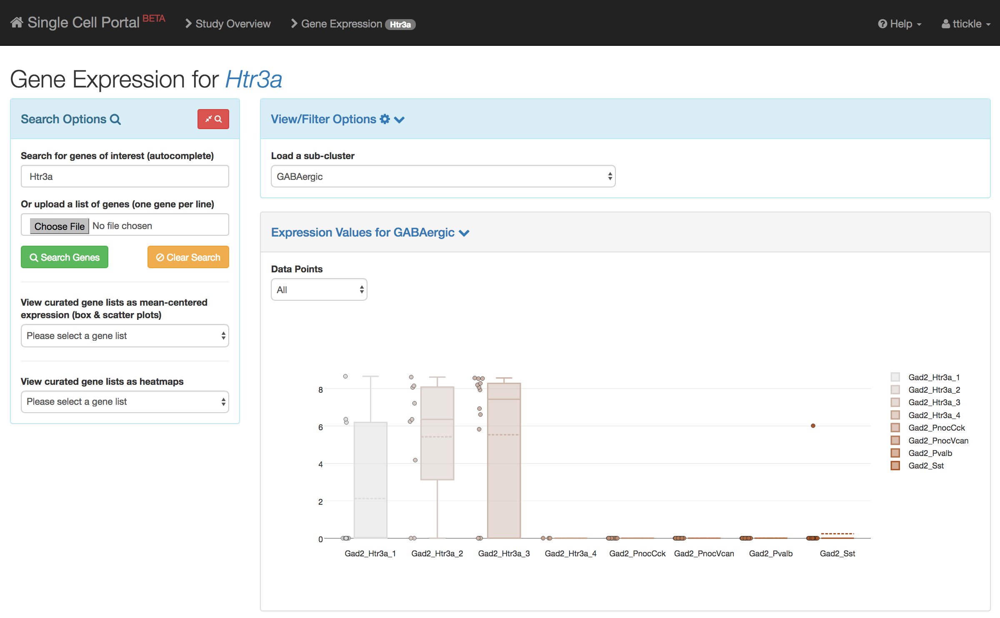 Single Cell Portal BETA
Study Overview
Gene Expression Htr3a
Help
ttickle
Gene Expression for Htr3a
Search Options
Search for genes of interest (autocomplete)
Htr3a
Or upload a list of genes (one gene per line)
Choose File No file chosen
Search Genes
Clear Search
View curated gene lists as mean-centered
expression (box & scatter plots)
Please select a gene list
View curated gene lists as heatmaps
Please select a gene list
View/Filter Options
Load a sub-cluster
GABAergic
Expression Values for GABAergic
Data Points
All
8
6
4
2
0
Gad2_Htr3a_1
Gad2_Htr3a_2
Gad2_Htr3a_3
Gad2_Htr3a_4
Gad2_PnocCck
Gad2_PnocVcan
Gad2_Pvalb
Gad2_Sst
Gad2_Htr3a_1
Gad2_Htr3a_2
Gad2_Htr3a_3
Gad2_Htr3a_4
Gad2_PnocCck
Gad2_PnocVcan
Gad2_Pvalb
Gad2_Sst